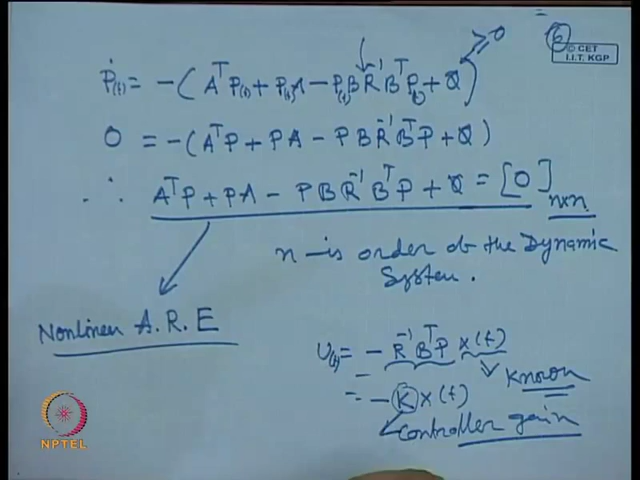 6
© CET
I.I.T. KGP
Ṗ(t) = -(AᵀP(t) + P(t)A - P(t)BR⁻¹BᵀP(t) + Q) ≥0
0 = -(AᵀP + PA - PBR⁻¹BᵀP + Q)
∴ AᵀP + PA - PBR⁻¹BᵀP + Q = [0] n×n
n - is order of the Dynamic
System.
Nonlinear A.R.E
U(t) = - R⁻¹BᵀP x(t)
Known
= - K x(t)
Controller gain
NPTEL